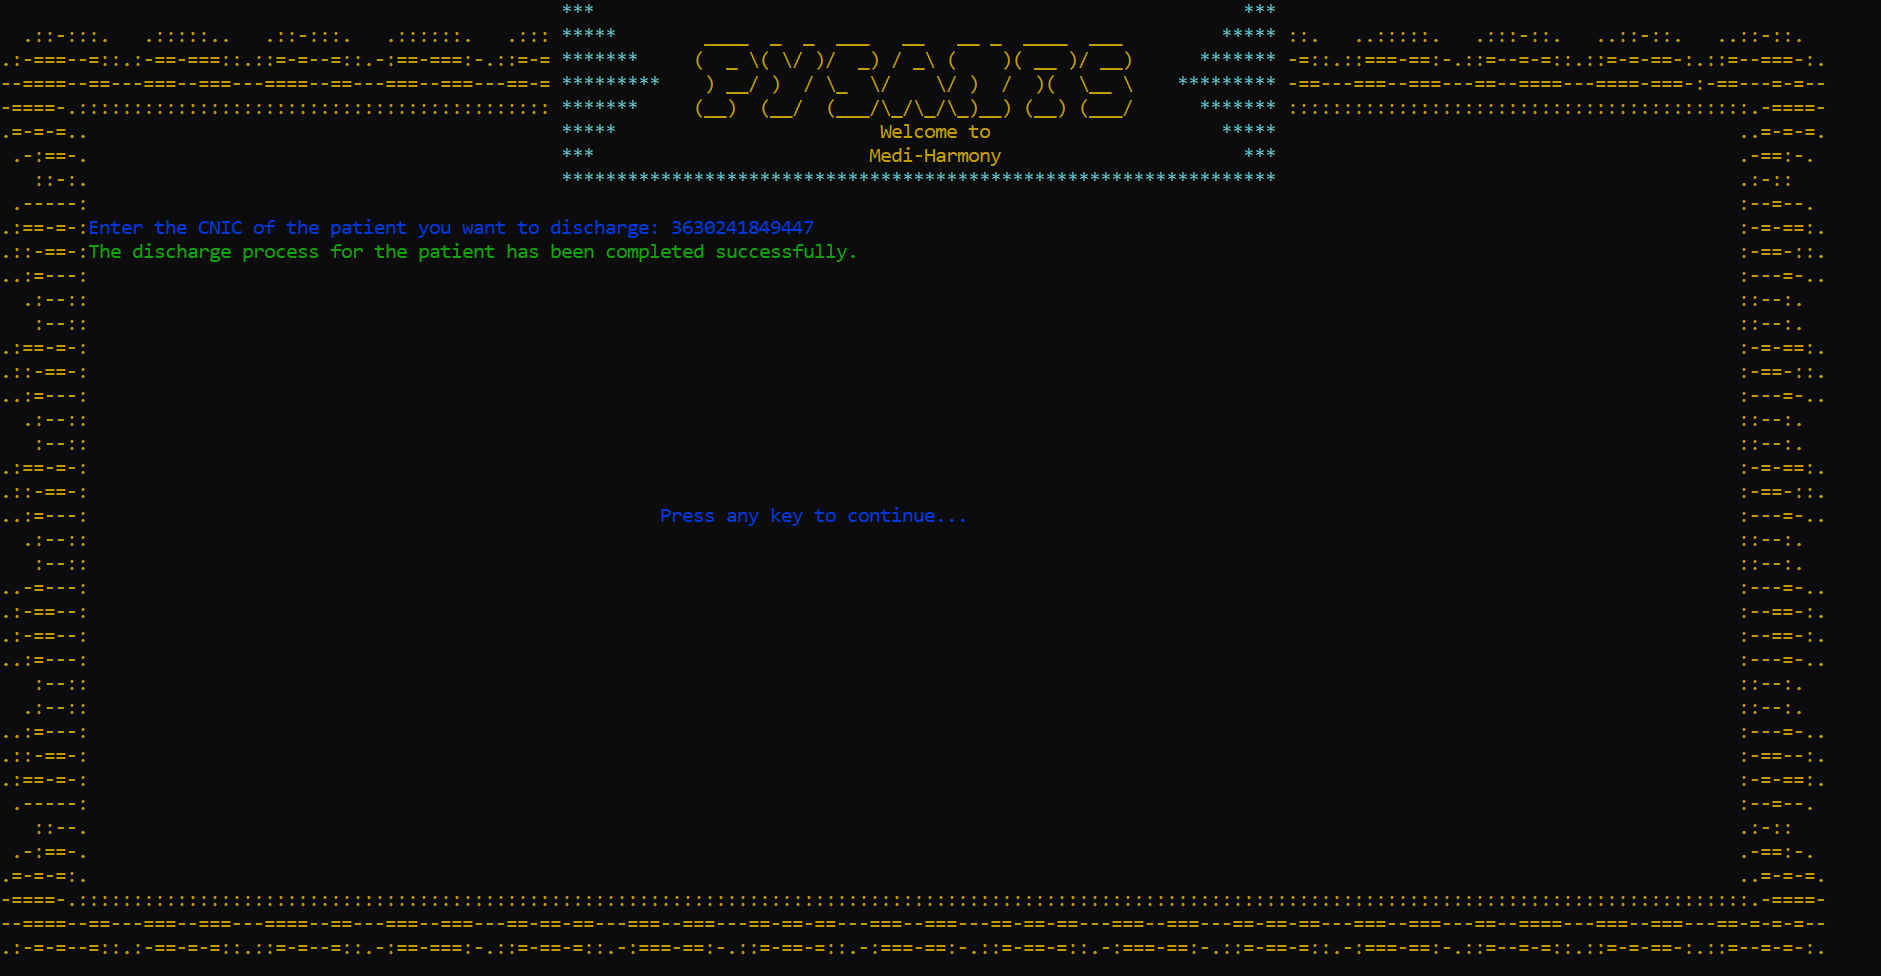 Welcome to
Medi-Harmony
Enter the CNIC of the patient you want to discharge: 3630241849447
The discharge process for the patient has been completed successfully.
Press any key to continue...